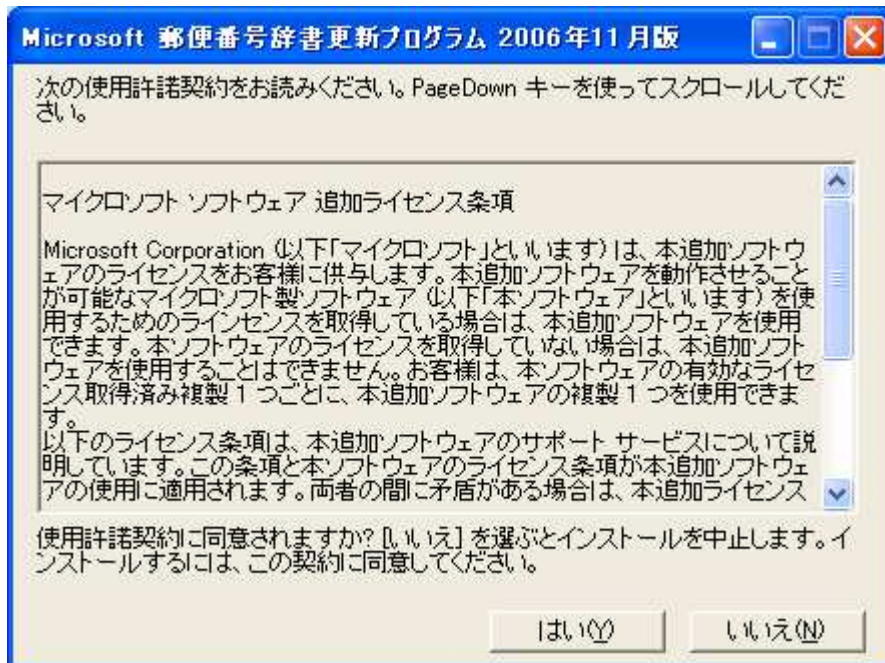 Microsoft 郵便番号辞書更新プログラム 2006年11月版
次の使用許諾契約をお読みください。PageDown キーを使ってスクロールしてくだ
さい。
マイクロソフト ソフトウェア 追加ライセンス条項
Microsoft Corporation (以下「マイクロソフト」といいます) は、本追加ソフトウ
ェアのライセンスをお客様に供与します。本追加ソフトウェアを動作させること
が可能なマイクロソフト製ソフトウェア (以下「本ソフトウェア」といいます) を使
用するためのラインセンスを取得している場合は、本追加ソフトウェアを使用
できます。本ソフトウェアのライセンスを取得していない場合は、本追加ソフト
ウェアを使用することはできません。お客様は、本ソフトウェアの有効なライセ
ンス取得済み複製 1 つごとに、本追加ソフトウェアの複製 1 つを使用できま
す。
以下のライセンス条項は、本追加ソフトウェアのサポート サービスについて説
明しています。この条項と本ソフトウェアのライセンス条項が本追加ソフトウェ
アの使用に適用されます。両者の間に矛盾がある場合は、本追加ライセンス
使用許諾契約に同意されますか? [いいえ] を選ぶとインストールを中止します。イ
ンストールするには、この契約に同意してください。
はい(Y) いいえ(N)